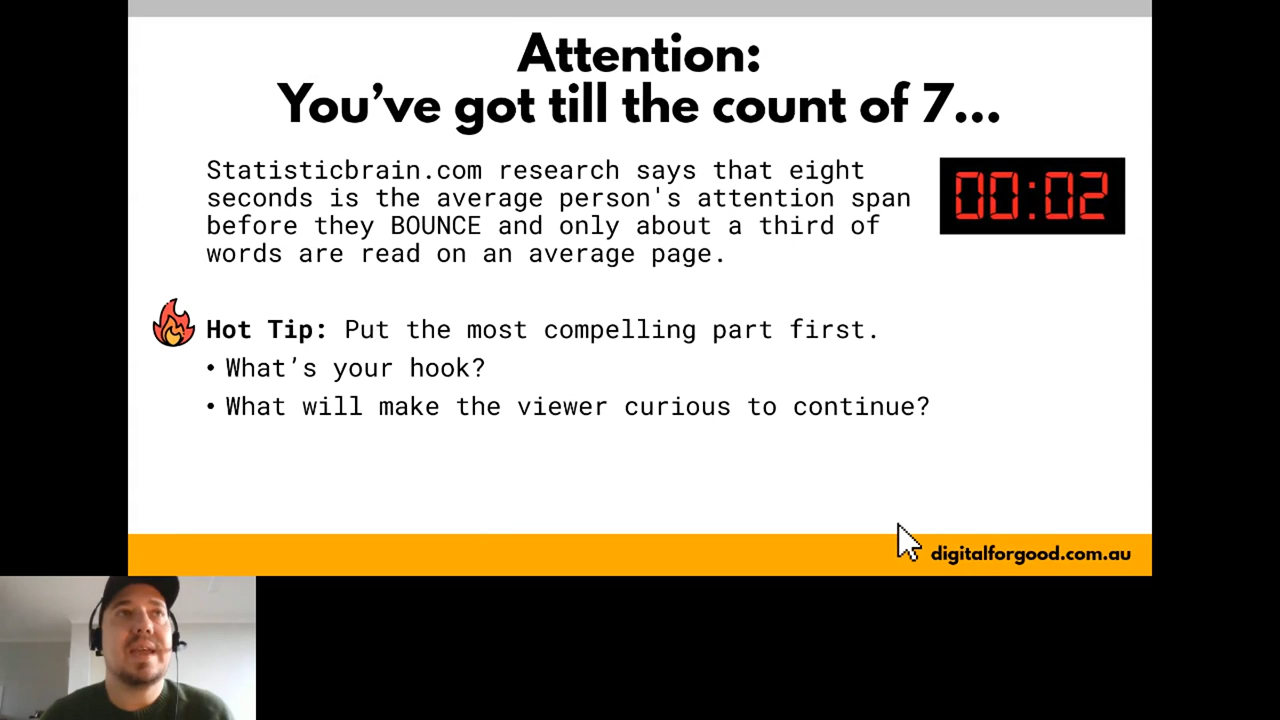 Attention:
You’ve got till the count of 7...
Statisticbrain.com research says that eight
seconds is the average person's attention span
before they BOUNCE and only about a third of
words are read on an average page.
00:02
Hot Tip: Put the most compelling part first.
• What’s your hook?
• What will make the viewer curious to continue?
digitalforgood.com.au